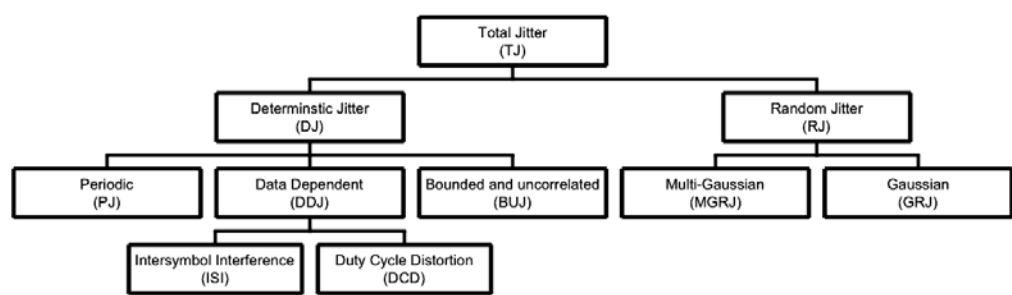 Total Jitter
(TJ)
Determinstic Jitter
(DJ)
Random Jitter
(RJ)
Periodic
(PJ)
Data Dependent
(DDJ)
Bounded and uncorrelated
(BUJ)
Multi-Gaussian
(MGRJ)
Gaussian
(GRJ)
Intersymbol Interference
(ISI)
Duty Cycle Distortion
(DCD)